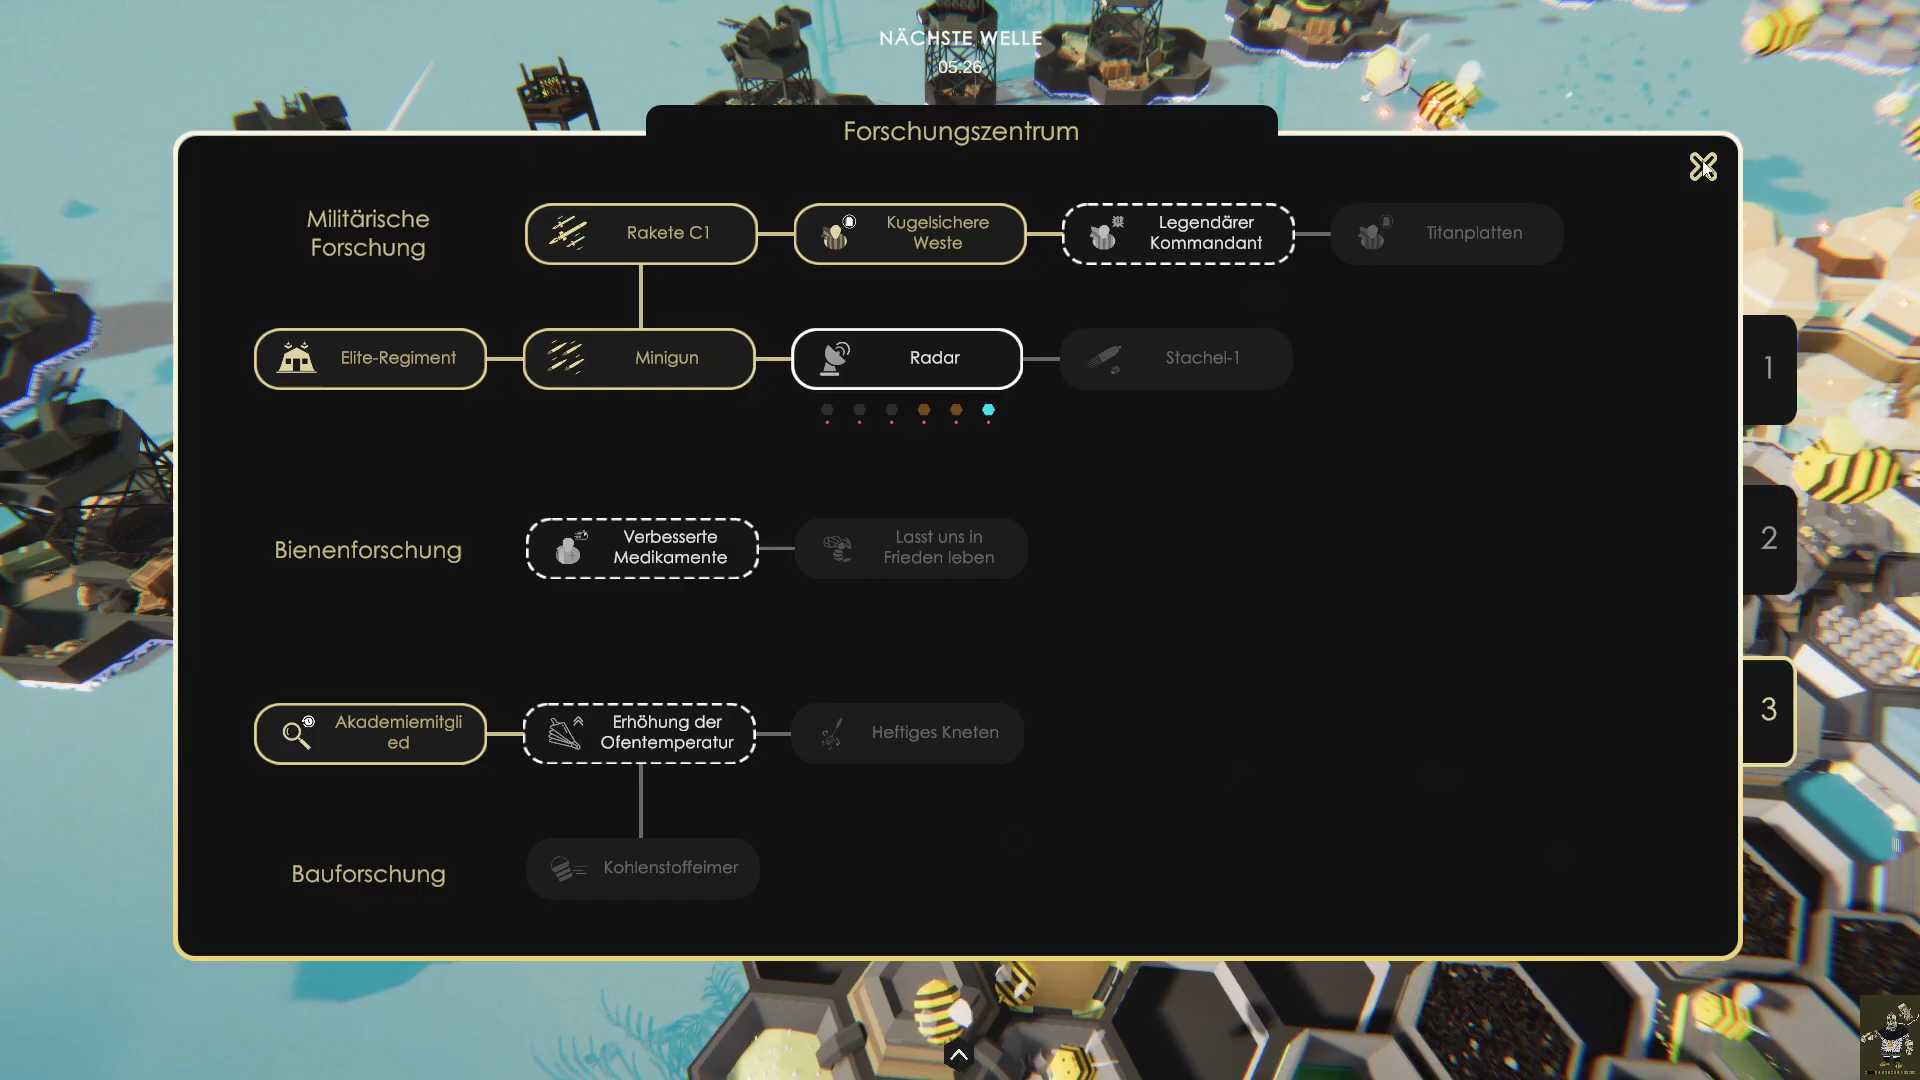 NÄCHSTE WELLE
05:26
Forschungszentrum
Militärische
Forschung
Rakete C1
Kugelsichere
Weste
Legendärer
Kommandant
Titanplatten
Elite-Regiment
Minigun
Radar
Stachel-1
1
2
3
Bienenforschung
Verbesserte
Medikamente
Lasst uns in
Frieden leben
Akademiemitgli
ed
Erhöhung der
Ofentemperatur
Heftiges Kneten
Bauforschung
Kohlenstoffeimer